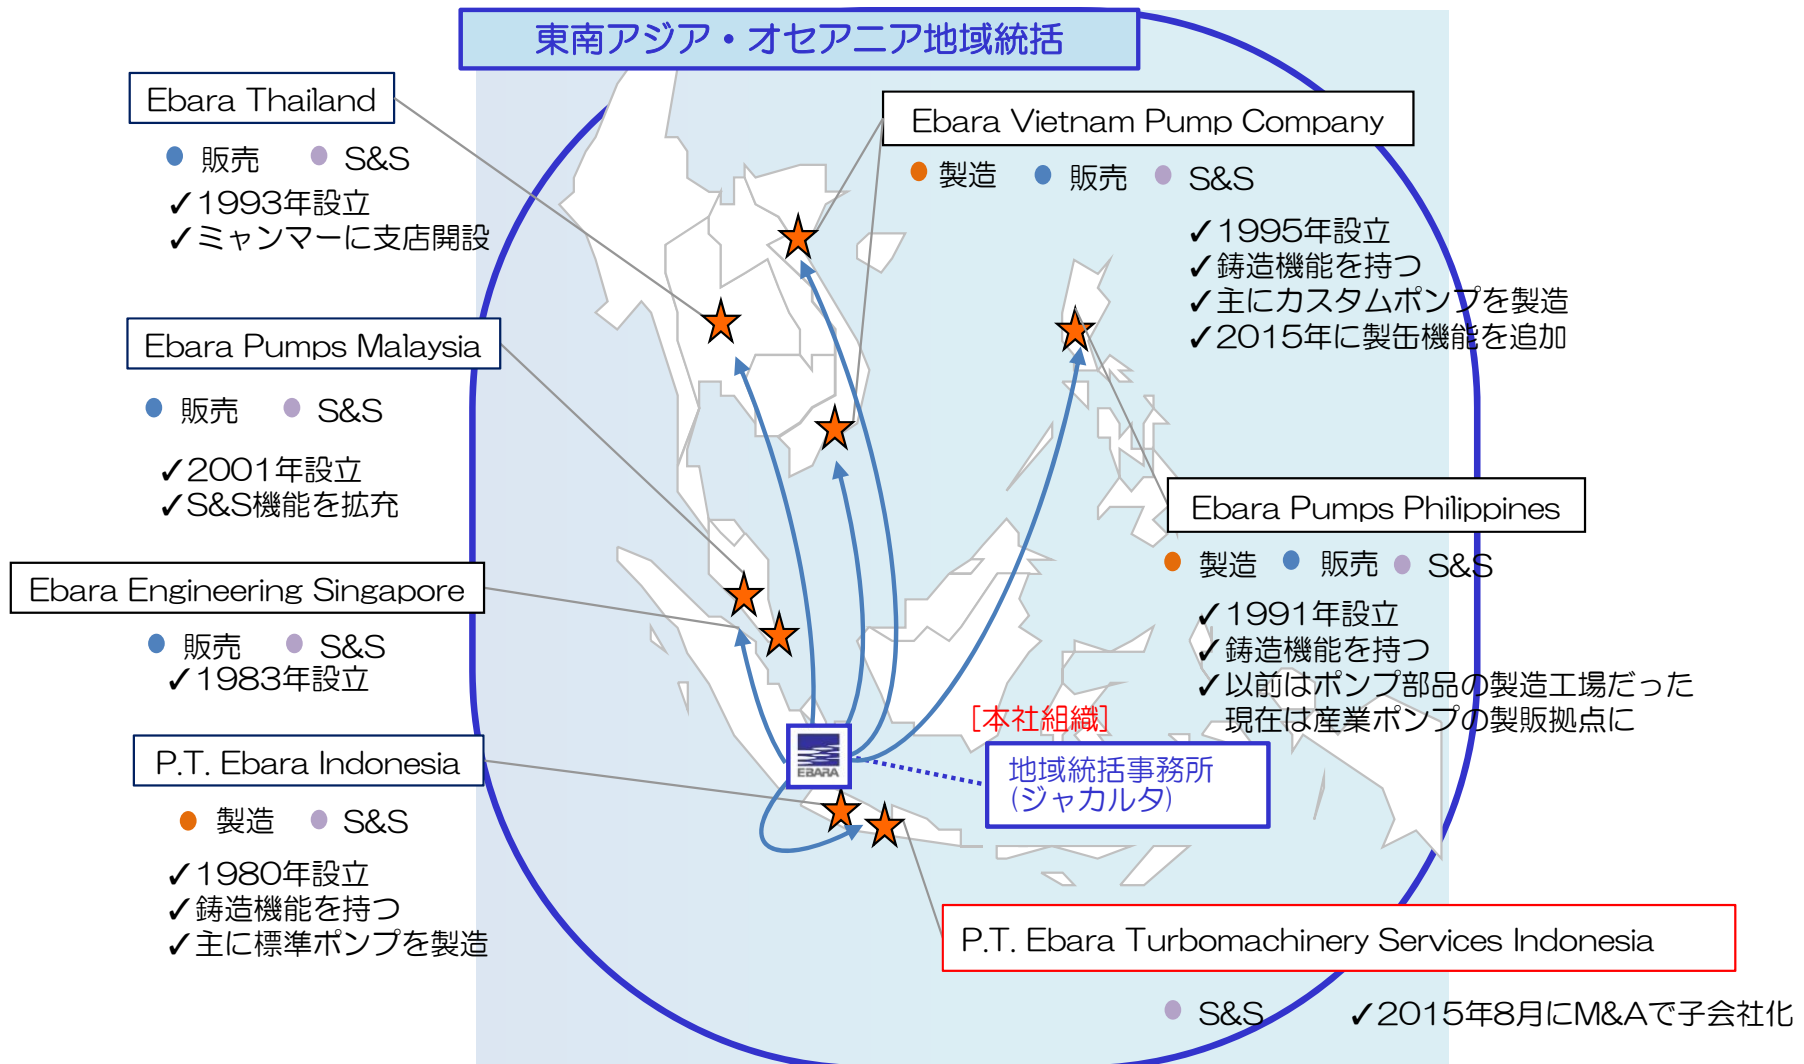 東南アジア・オセアニア地域統括
Ebara Thailand
販売 S&S
✓1993年設立
✓ミャンマーに支店開設
Ebara Vietnam Pump Company
製造 販売 S&S
✓1995年設立
✓鋳造機能を持つ
✓主にカスタムポンプを製造
✓2015年に製缶機能を追加
Ebara Pumps Malaysia
販売 S&S
✓2001年設立
✓S&S機能を拡充
Ebara Pumps Philippines
製造 販売 S&S
✓1991年設立
✓鋳造機能を持つ
✓以前はポンプ部品の製造工場だった
現在は産業ポンプの製販拠点に
Ebara Engineering Singapore
販売 S&S
✓1983年設立
[本社組織]
地域統括事務所
(ジャカルタ)
EBARA
P.T. Ebara Indonesia
製造 S&S
✓1980年設立
✓鋳造機能を持つ
✓主に標準ポンプを製造
P.T. Ebara Turbomachinery Services Indonesia
S&S ✓2015年8月にM&Aで子会社化